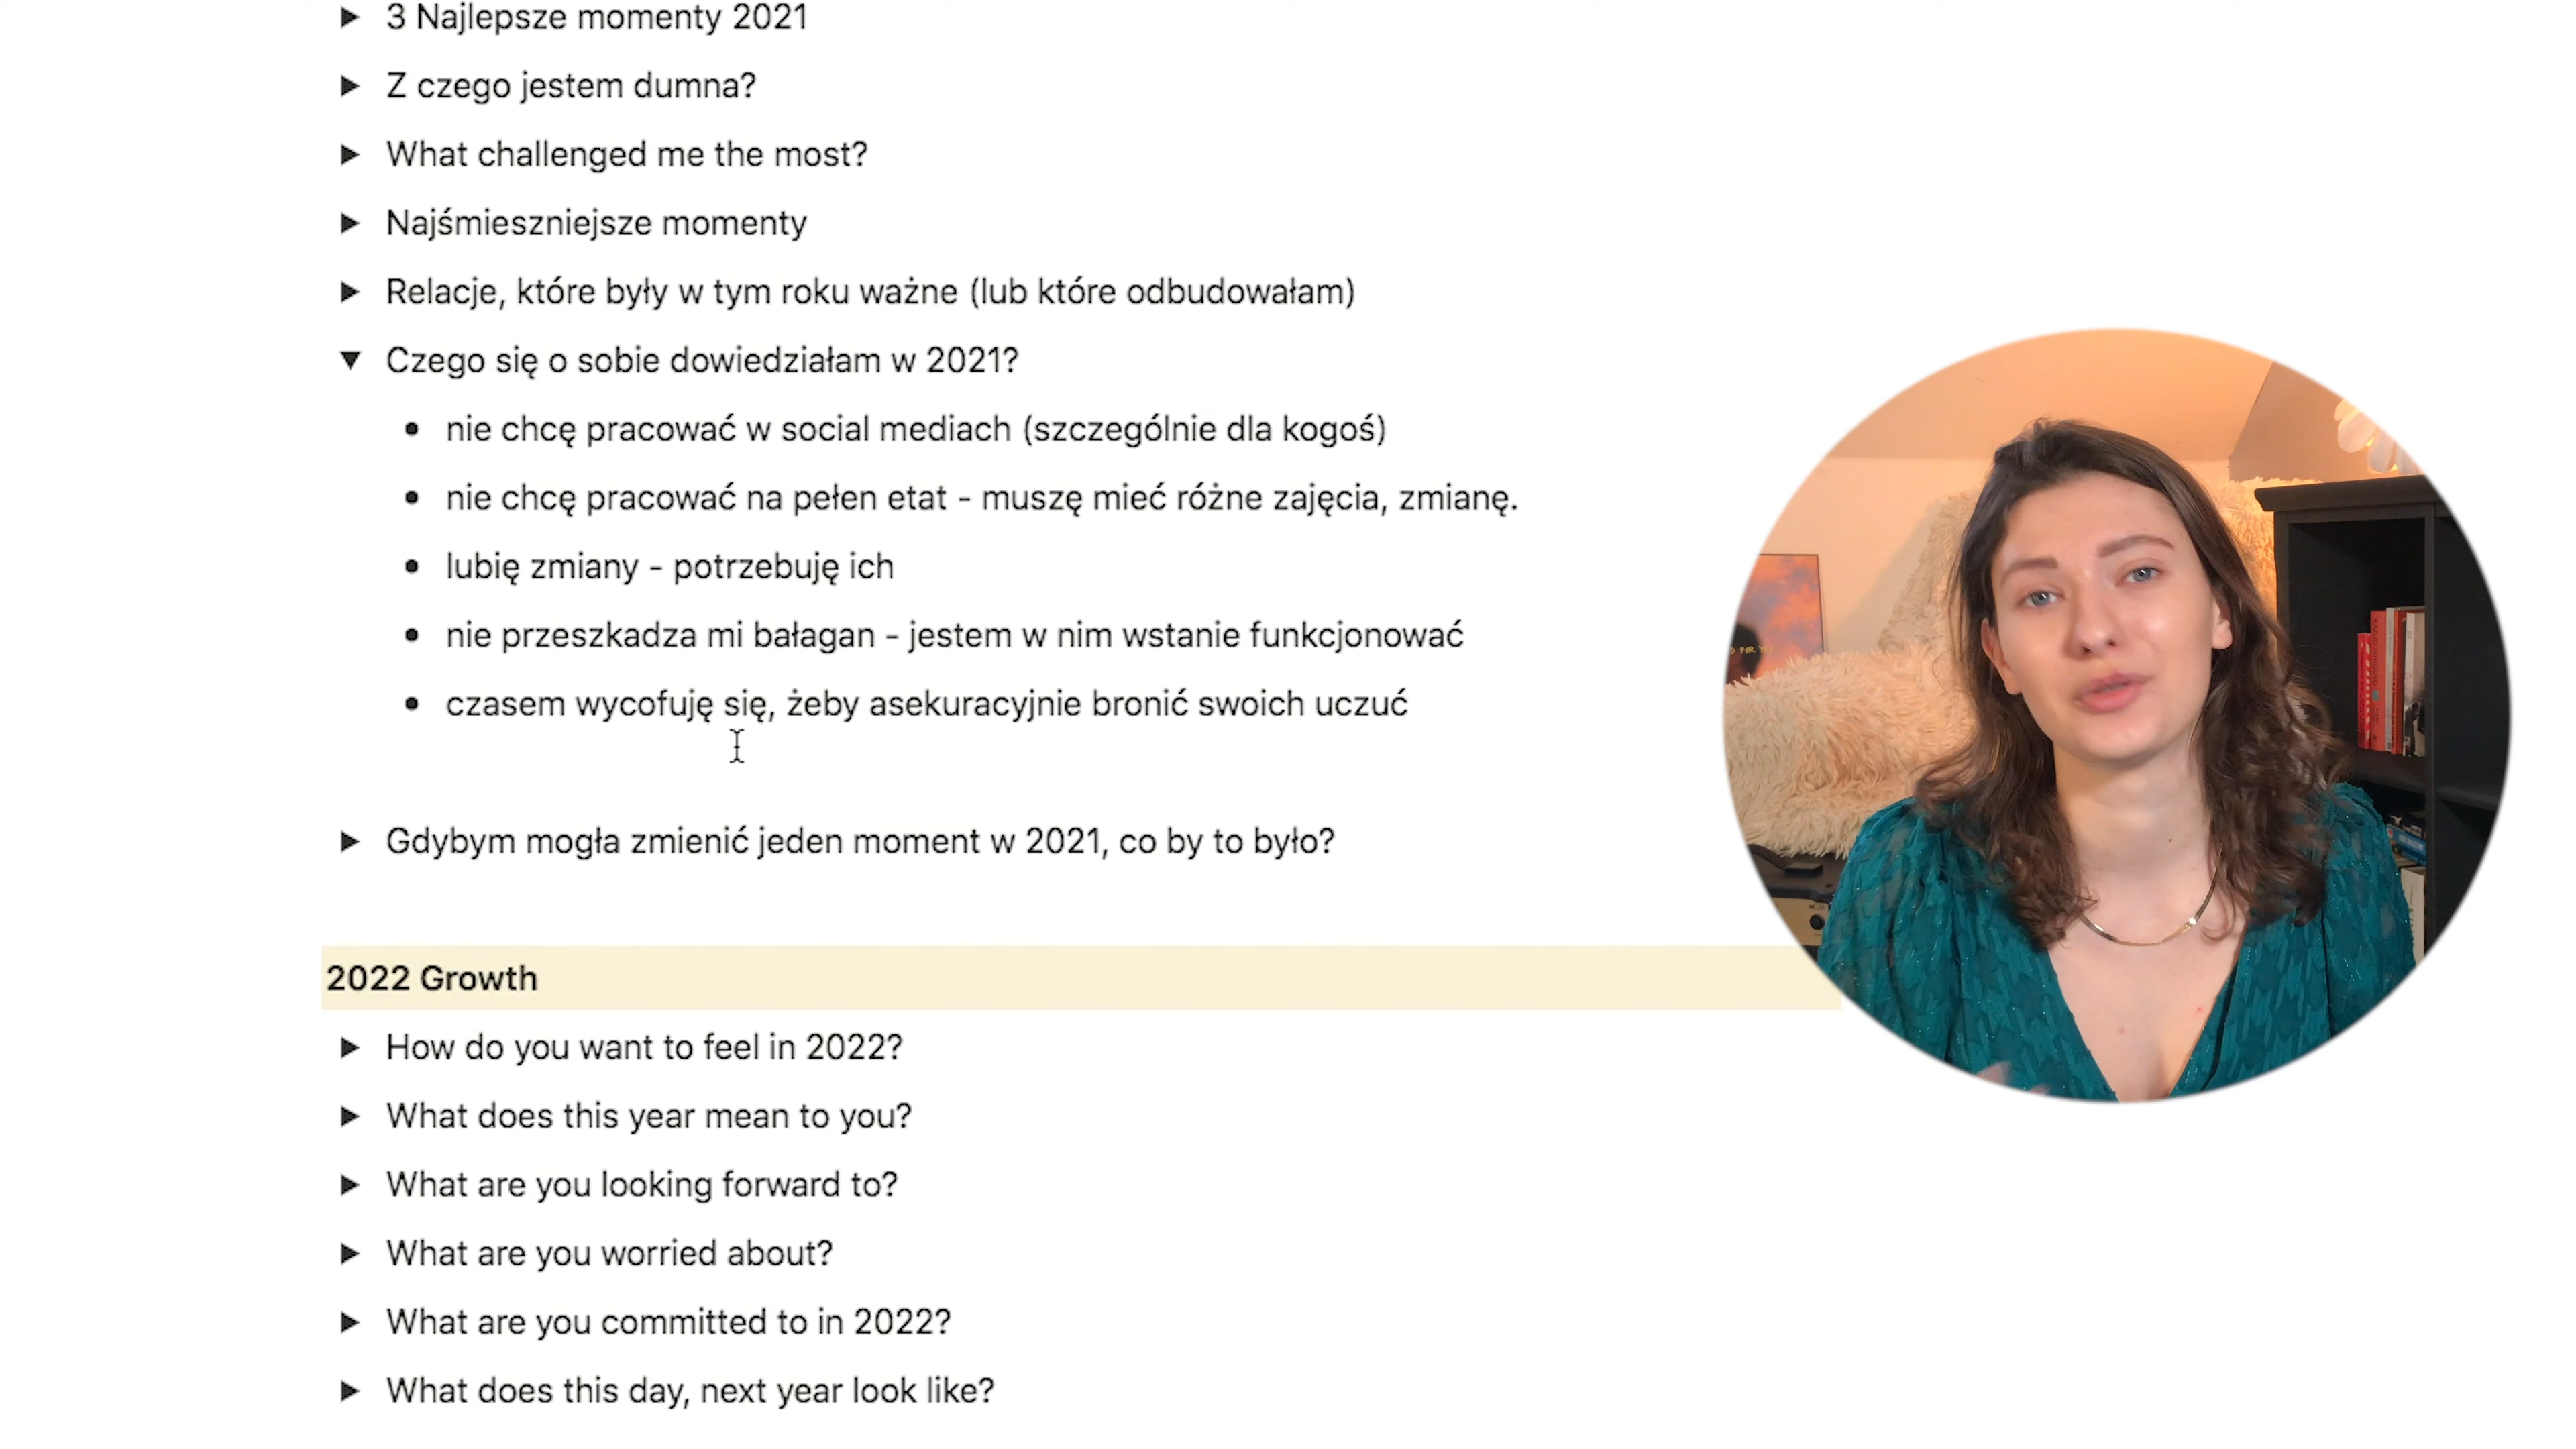 3 Najlepsze momenty 2021
Z czego jestem dumna?
What challenged me the most?
Najśmieszniejsze momenty
Relacje, które były w tym roku ważne (lub które odbudowałam)
Czego się o sobie dowiedziałam w 2021?
nie chcę pracować w social mediach (szczególnie dla kogoś)
nie chcę pracować na pełen etat - muszę mieć różne zajęcia, zmianę.
lubię zmiany - potrzebuję ich
nie przeszkadza mi bałagan - jestem w nim wstanie funkcjonować
czasem wycofuję się, żeby asekuracyjnie bronić swoich uczuć
Gdybym mogła zmienić jeden moment w 2021, co by to było?
2022 Growth
How do you want to feel in 2022?
What does this year mean to you?
What are you looking forward to?
What are you worried about?
What are you committed to in 2022?
What does this day, next year look like?